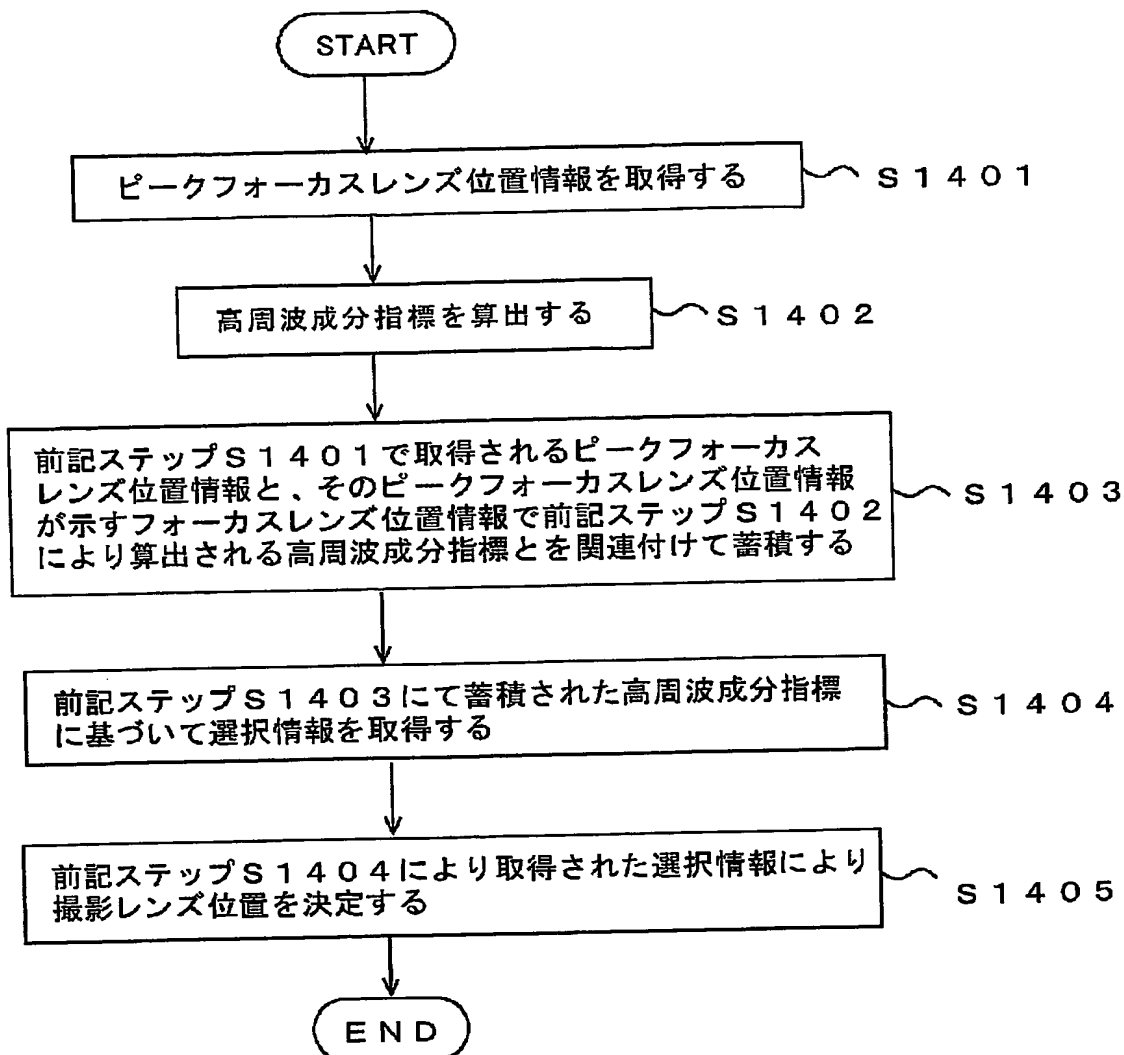 START
ピークフォーカスレンズ位置情報を取得する
S1401
高周波成分指標を算出する
S1402
前記ステップS1401で取得されるピークフォーカス
レンズ位置情報と、そのピークフォーカスレンズ位置情報
が示すフォーカスレンズ位置情報で前記ステップS1402
により算出される高周波成分指標とを関連付けて蓄積する
S1403
前記ステップS1403にて蓄積された高周波成分指標
に基づいて選択情報を取得する
S1404
前記ステップS1404により取得された選択情報により
撮影レンズ位置を決定する
S1405
END